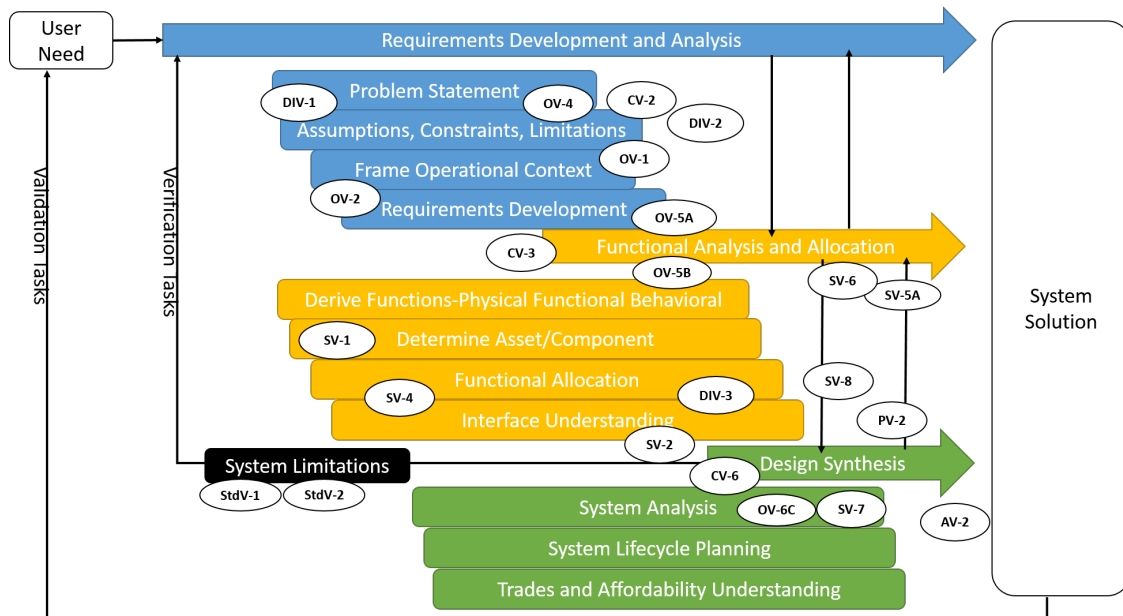 User
Need
Requirements Development and Analysis
Problem Statement
DIV-1
OV-4
CV-2
DIV-2
Assumptions, Constraints, Limitations
OV-1
Frame Operational Context
OV-2
Requirements Development
OV-5A
Validation Tasks
Verification Tasks
CV-3
Functional Analysis and Allocation
OV-5B
SV-6
SV-5A
Derive Functions-Physical Functional Behavioral
SV-1
Determine Asset/Component
Functional Allocation
SV-4
DIV-3
SV-8
Interface Understanding
PV-2
SV-2
System Limitations
StdV-1
StdV-2
Design Synthesis
CV-6
System Analysis
OV-6C
SV-7
AV-2
System Lifecycle Planning
Trades and Affordability Understanding
System
Solution